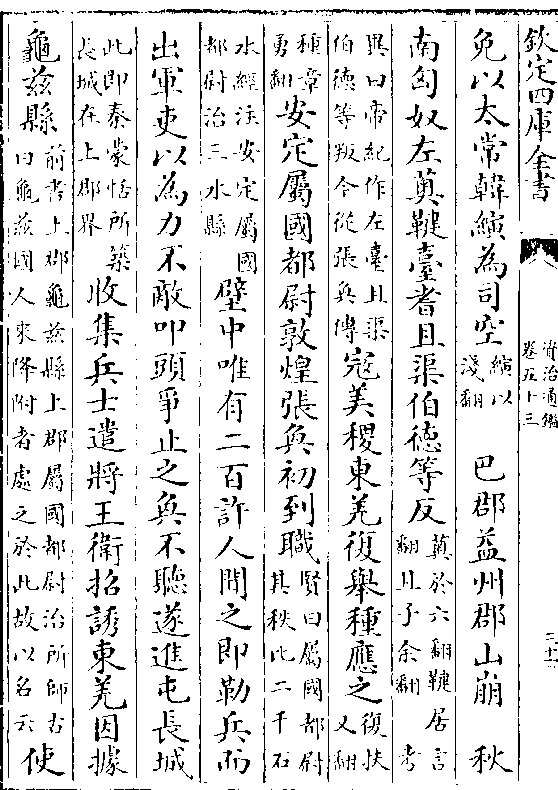 欽定四庫全書
資治通鑑
卷五十三
免以太常韓縯為司空縯以淺翻 巴郡益州郡山崩 秋
南匈奴左薁鞬臺耆且渠伯德等反薁於六翻鞬居言翻且子余翻考
異曰帝紀作左臺且渠伯德等叛今從張奐傳寇美稷東羌復舉種應之復扶又翻
種章勇翻安定屬國都尉敦煌張奐初到職賢曰屬國都尉其秩比二千石
水經注安定屬國都尉治三水縣壁中唯有二百許人聞之即勒兵而
出軍吏以為力不敵叩頭爭止之奐不聽遂進屯長城
此即秦蒙恬所築長城在上郡界收集兵士遣將王衛招誘東羌因據
龜茲縣前書上郡龜茲縣上郡屬國都尉治所師古曰龜茲國人來降附者處之於此故以名云使